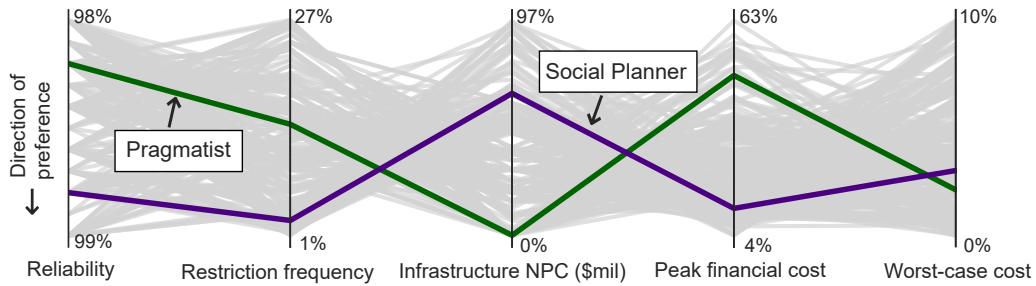 98%
27%
97%
63%
10%
Direction of
preference
Social Planner
Pragmatist
99%
1%
0%
4%
0%
Reliability
Restriction frequency
Infrastructure NPC ($mil)
Peak financial cost
Worst-case cost